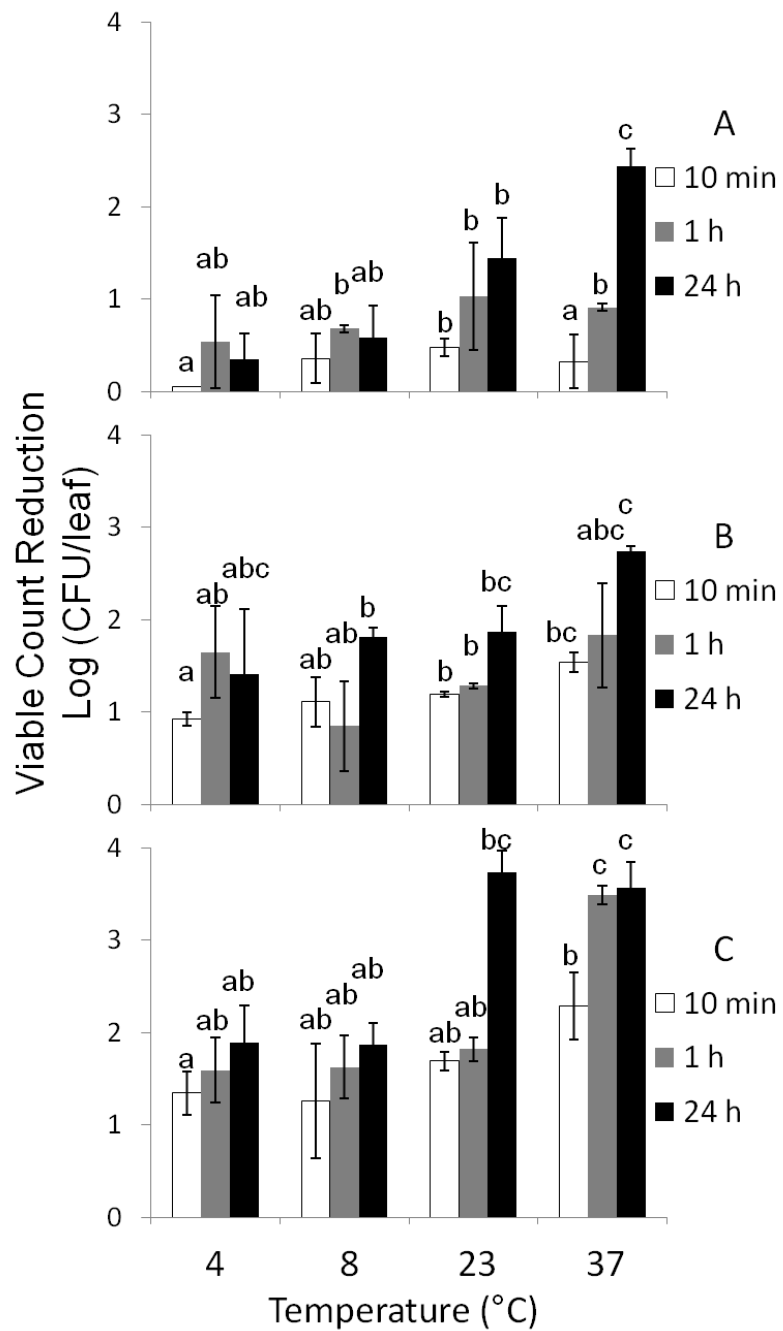 Viable Count Reduction
Log (CFU/leaf)
4
3
2
1
0
a
ab
ab
ab
b
ab
b
b
b
a
b
c
A
10 min
1 h
24 h
4
3
2
1
0
a
ab
abc
ab
ab
b
b
b
bc
bc
abc
c
B
10 min
1 h
24 h
4
3
2
1
0
a
ab
ab
ab
ab
ab
ab
ab
bc
b
c
c
C
10 min
1 h
24 h
4 8 23 37
Temperature (°C)